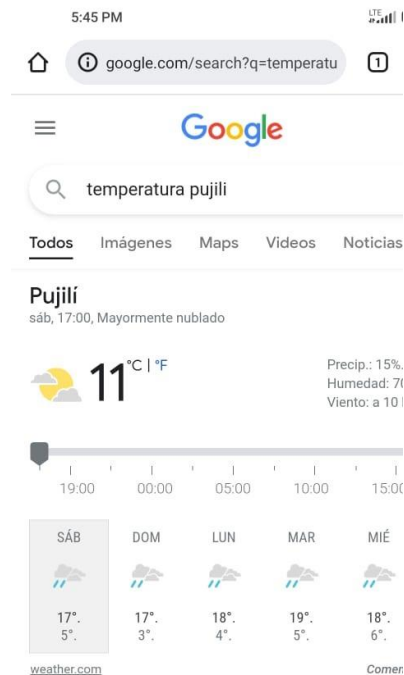 5:45 PM LTE
google.com/search?q=temperatu 1
Google
temperatura pujili
Todos Imágenes Maps Videos Noticias
Pujilí
sáb, 17:00, Mayormente nublado
11 °C | °F
Precip.: 15%.
Humedad: 70
Viento: a 10
19:00 00:00 05:00 10:00 15:00
SÁB DOM LUN MAR MIÉ
17°. 17°. 18°. 19°. 18°.
5°. 3°. 4°. 5°. 6°.
weather.com Comen